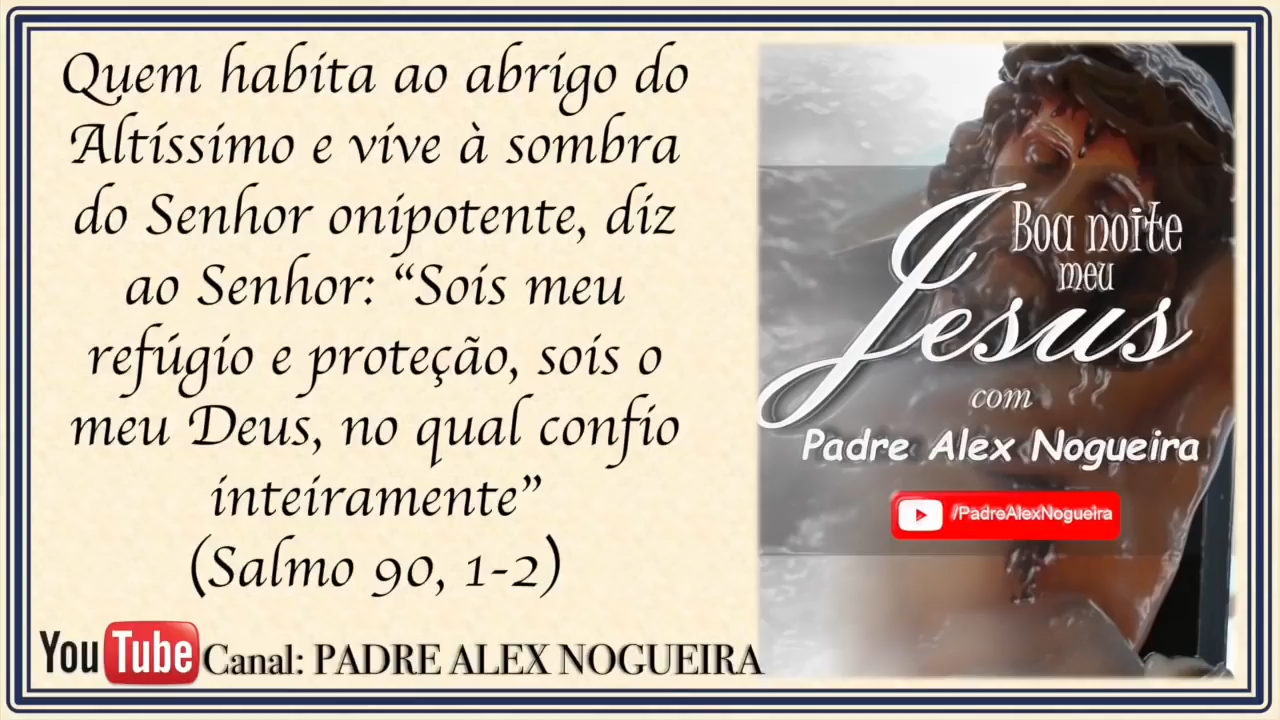 Quem habita ao abrigo do
Altíssimo e vive à sombra
do Senhor onipotente, diz
ao Senhor: “Sois meu
refúgio e proteção, sois o
meu Deus, no qual confio
inteiramente”
(Salmo 90, 1-2)
YouTube Canal: PADRE ALEX NOGUEIRA
Boa noite
meu
Jesus
com
Padre Alex Nogueira
/PadreAlexNogueira